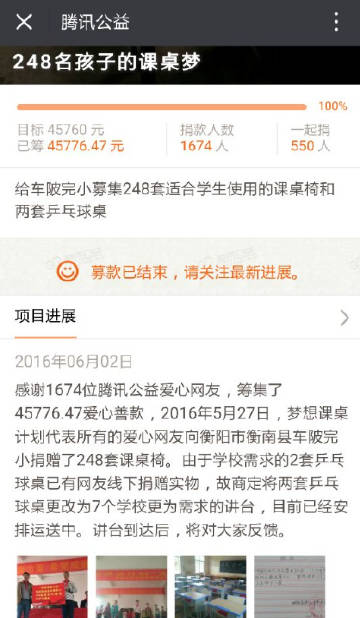 腾讯公益
248名孩子的课桌梦
100%
目标 45760 元
捐款人数
一起捐
已筹 45776.47 元
1674 人
550 人
给车陂完小募集248套适合学生使用的课桌椅和
两套乒乓球桌
募款已结束，请关注最新进展。
项目进展
2016年06月02日
感谢1674位腾讯公益爱心网友，筹集了
45776.47爱心善款，2016年5月27日，梦想课桌
计划代表所有的爱心网友向衡阳市衡南县车陂完
小捐赠了248套课桌椅。由于学校需求的2套乒乓
球桌已有网友线下捐赠实物，故商定将两套乒乓
球桌更改为7个学校更为需求的讲台，目前已经安
排运送中。讲台到达后，将对大家反馈。